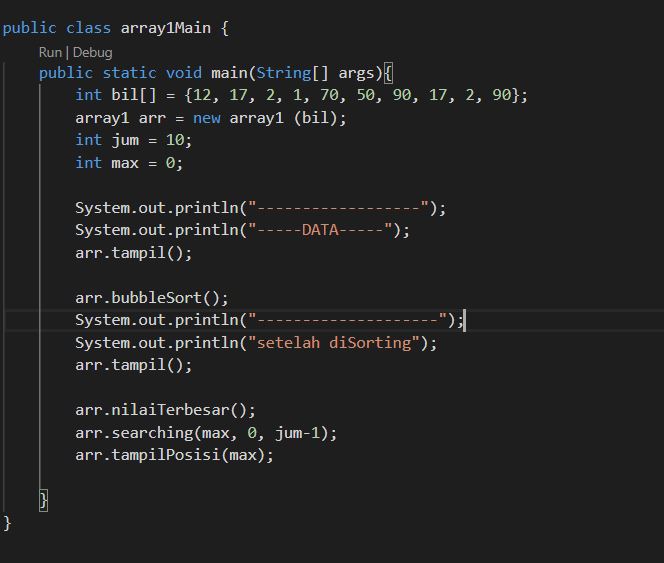 public class array1Main {
Run | Debug
public static void main(String[] args){
int bil[] = {12, 17, 2, 1, 70, 50, 90, 17, 2, 90};
array1 arr = new array1 (bil);
int jum = 10;
int max = 0;
System.out.println("------------------");
System.out.println("-----DATA-----");
arr.tampil();
arr.bubbleSort();
System.out.println("--------------------");
System.out.println("setelah diSorting");
arr.tampil();
arr.nilaiTerbesar();
arr.searching(max, 0, jum-1);
arr.tampilPosisi(max);
}
}